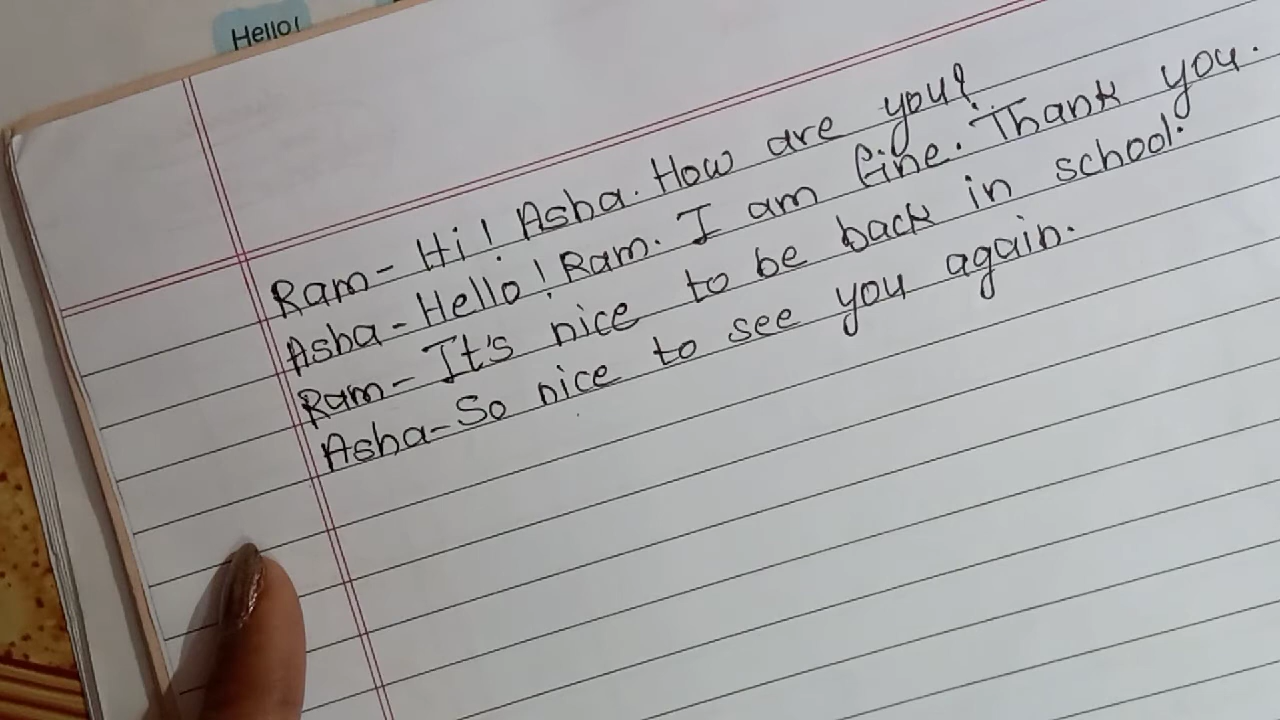 Hello!
Ram- Hi! Asha. How are you?
Asha- Hello! Ram. I am fine. Thank you.
Ram- It's nice to be back in school.
Asha- So nice to see you again.